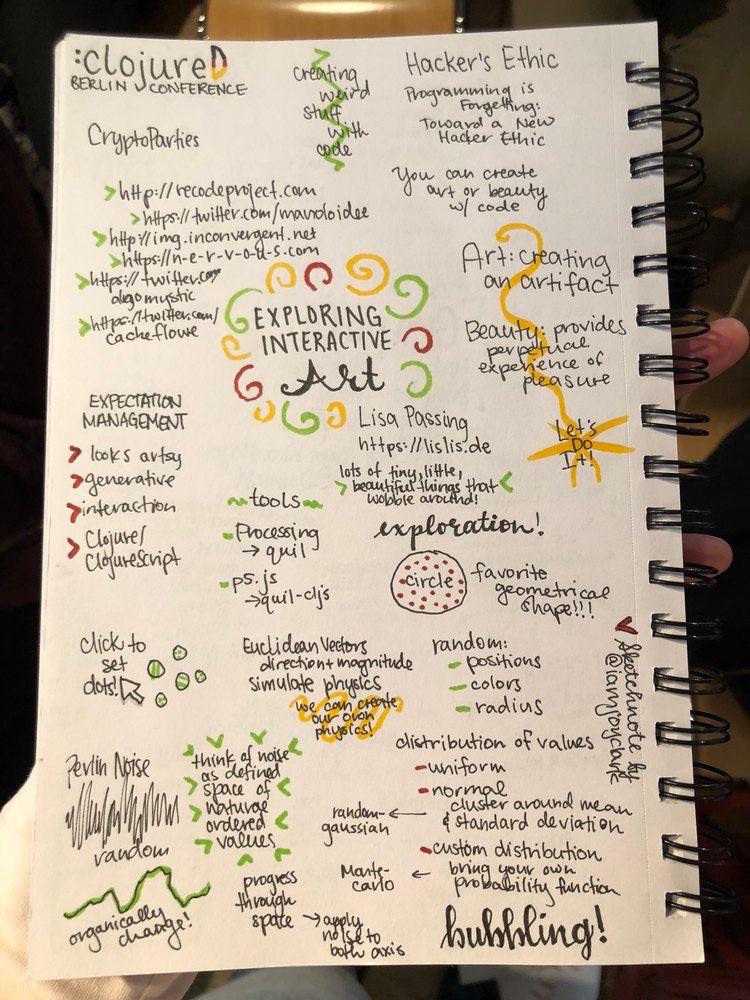 :clojureD
BERLIN CONFERENCE
creating
weird
stuff
with
code
Hacker's Ethic
Programming is
Forgetting:
Toward a New
Hacker Ethic
CryptoParties
You can create
art or beauty
w/ code
> http://recodeproject.com
> https://twitter.com/manoloidee
> http://img.inconvergent.net
> https://n-e-r-v-o-u-s.com
> https://twitter.com/
algomystic
> https://twitter.com/
cacheflowe
EXPLORING
INTERACTIVE
Art
Lisa Passing
https://lislis.de
Art: creating
an artifact
Beauty: provides
perpetual
experience of
pleasure
Let's
Do
It!
EXPECTATION
MANAGEMENT
> looks artsy
> generative
> interaction
> Clojure/
ClojureScript
lots of tiny, little,
> beautiful things that <
wobble around!
~tools~
- Processing
→ quil
- p5.js
→ quil-cljs
exploration!
circle
favorite
geometrical
shape!!!
click to
set
dots!
Euclidean Vectors
direction + magnitude
simulate physics
we can create
our own
physics!
random:
- positions
- colors
- radius
Sketchnote by
@iamjoyclark
Perlin Noise
random
organically
change!
think of noise
as defined
space of
natural
ordered
values
progress
through
space → apply
noise to
both axis
distribution of values
- uniform
- normal
cluster around mean
& standard deviation
random- ←
gaussian
- custom distribution
bring your own
probability function
Monte- ←
carlo
bubbling!